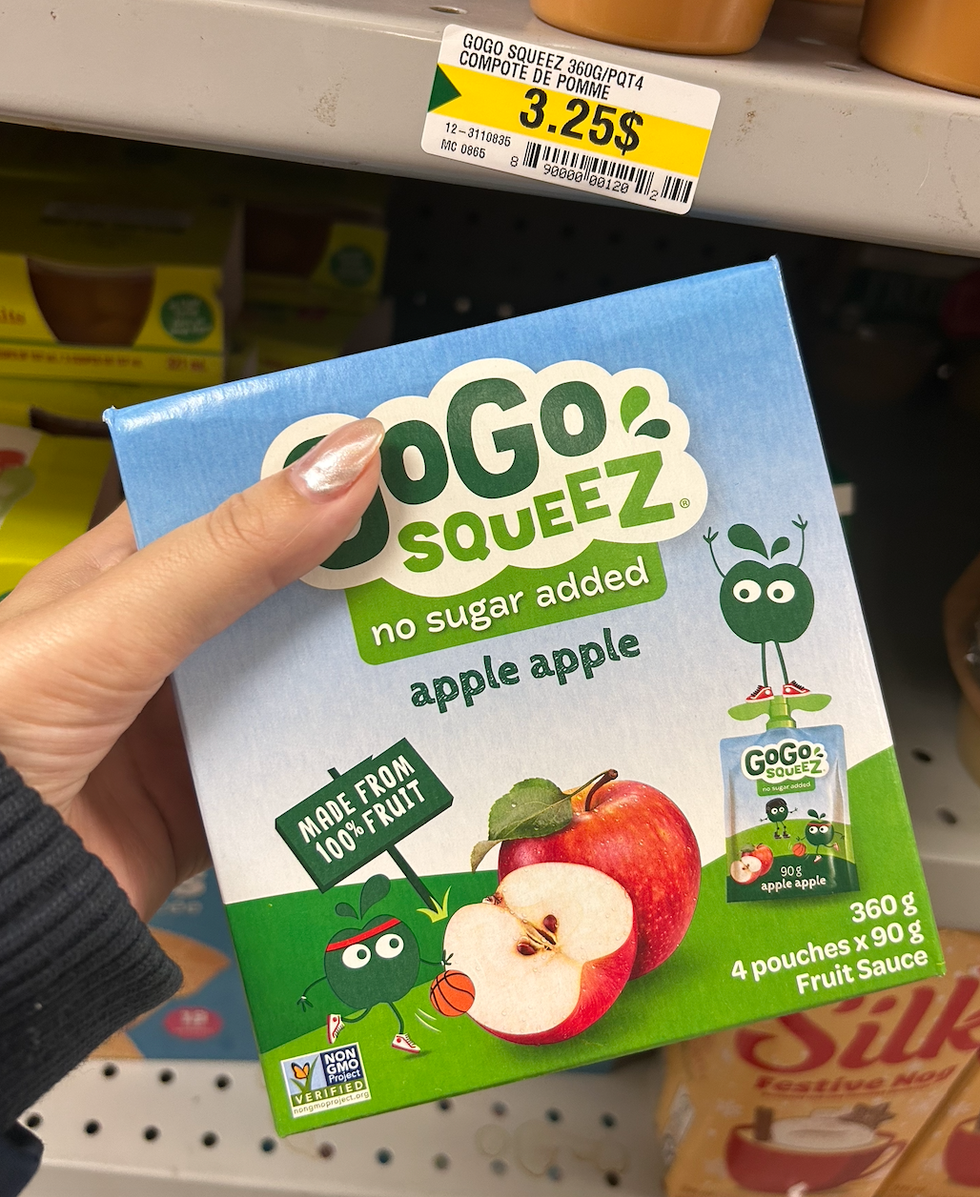 GOGO SQUEEZ 360G/PQT4
COMPOTE DE POMME
3.25$
12-3110835
MC 0865
8 90000 00120 2
GoGo
SQUEEZ®
no sugar added
apple apple
MADE FROM
100% FRUIT
GoGo
SQUEEZ
no sugar added
90 g
apple apple
360 g
4 pouches x 90 g
Fruit Sauce
NON
GMO
Project
VERIFIED
nongmoproject.org
Silk
Festive Nog